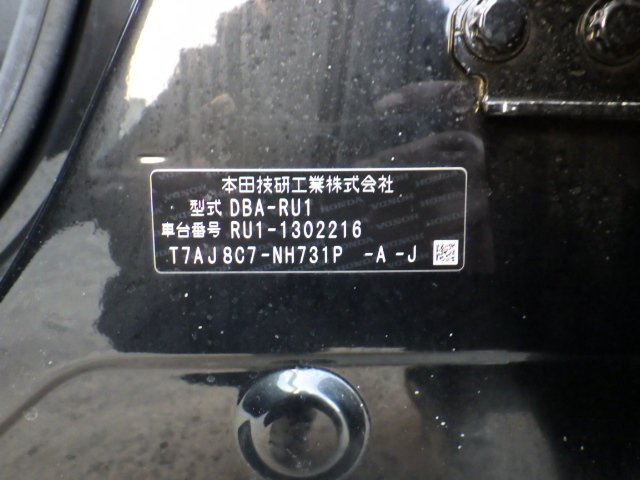 本田技研工業株式会社
型式 DBA-RU1
車台番号 RU1-1302216
T7AJ8C7-NH731P -A -J